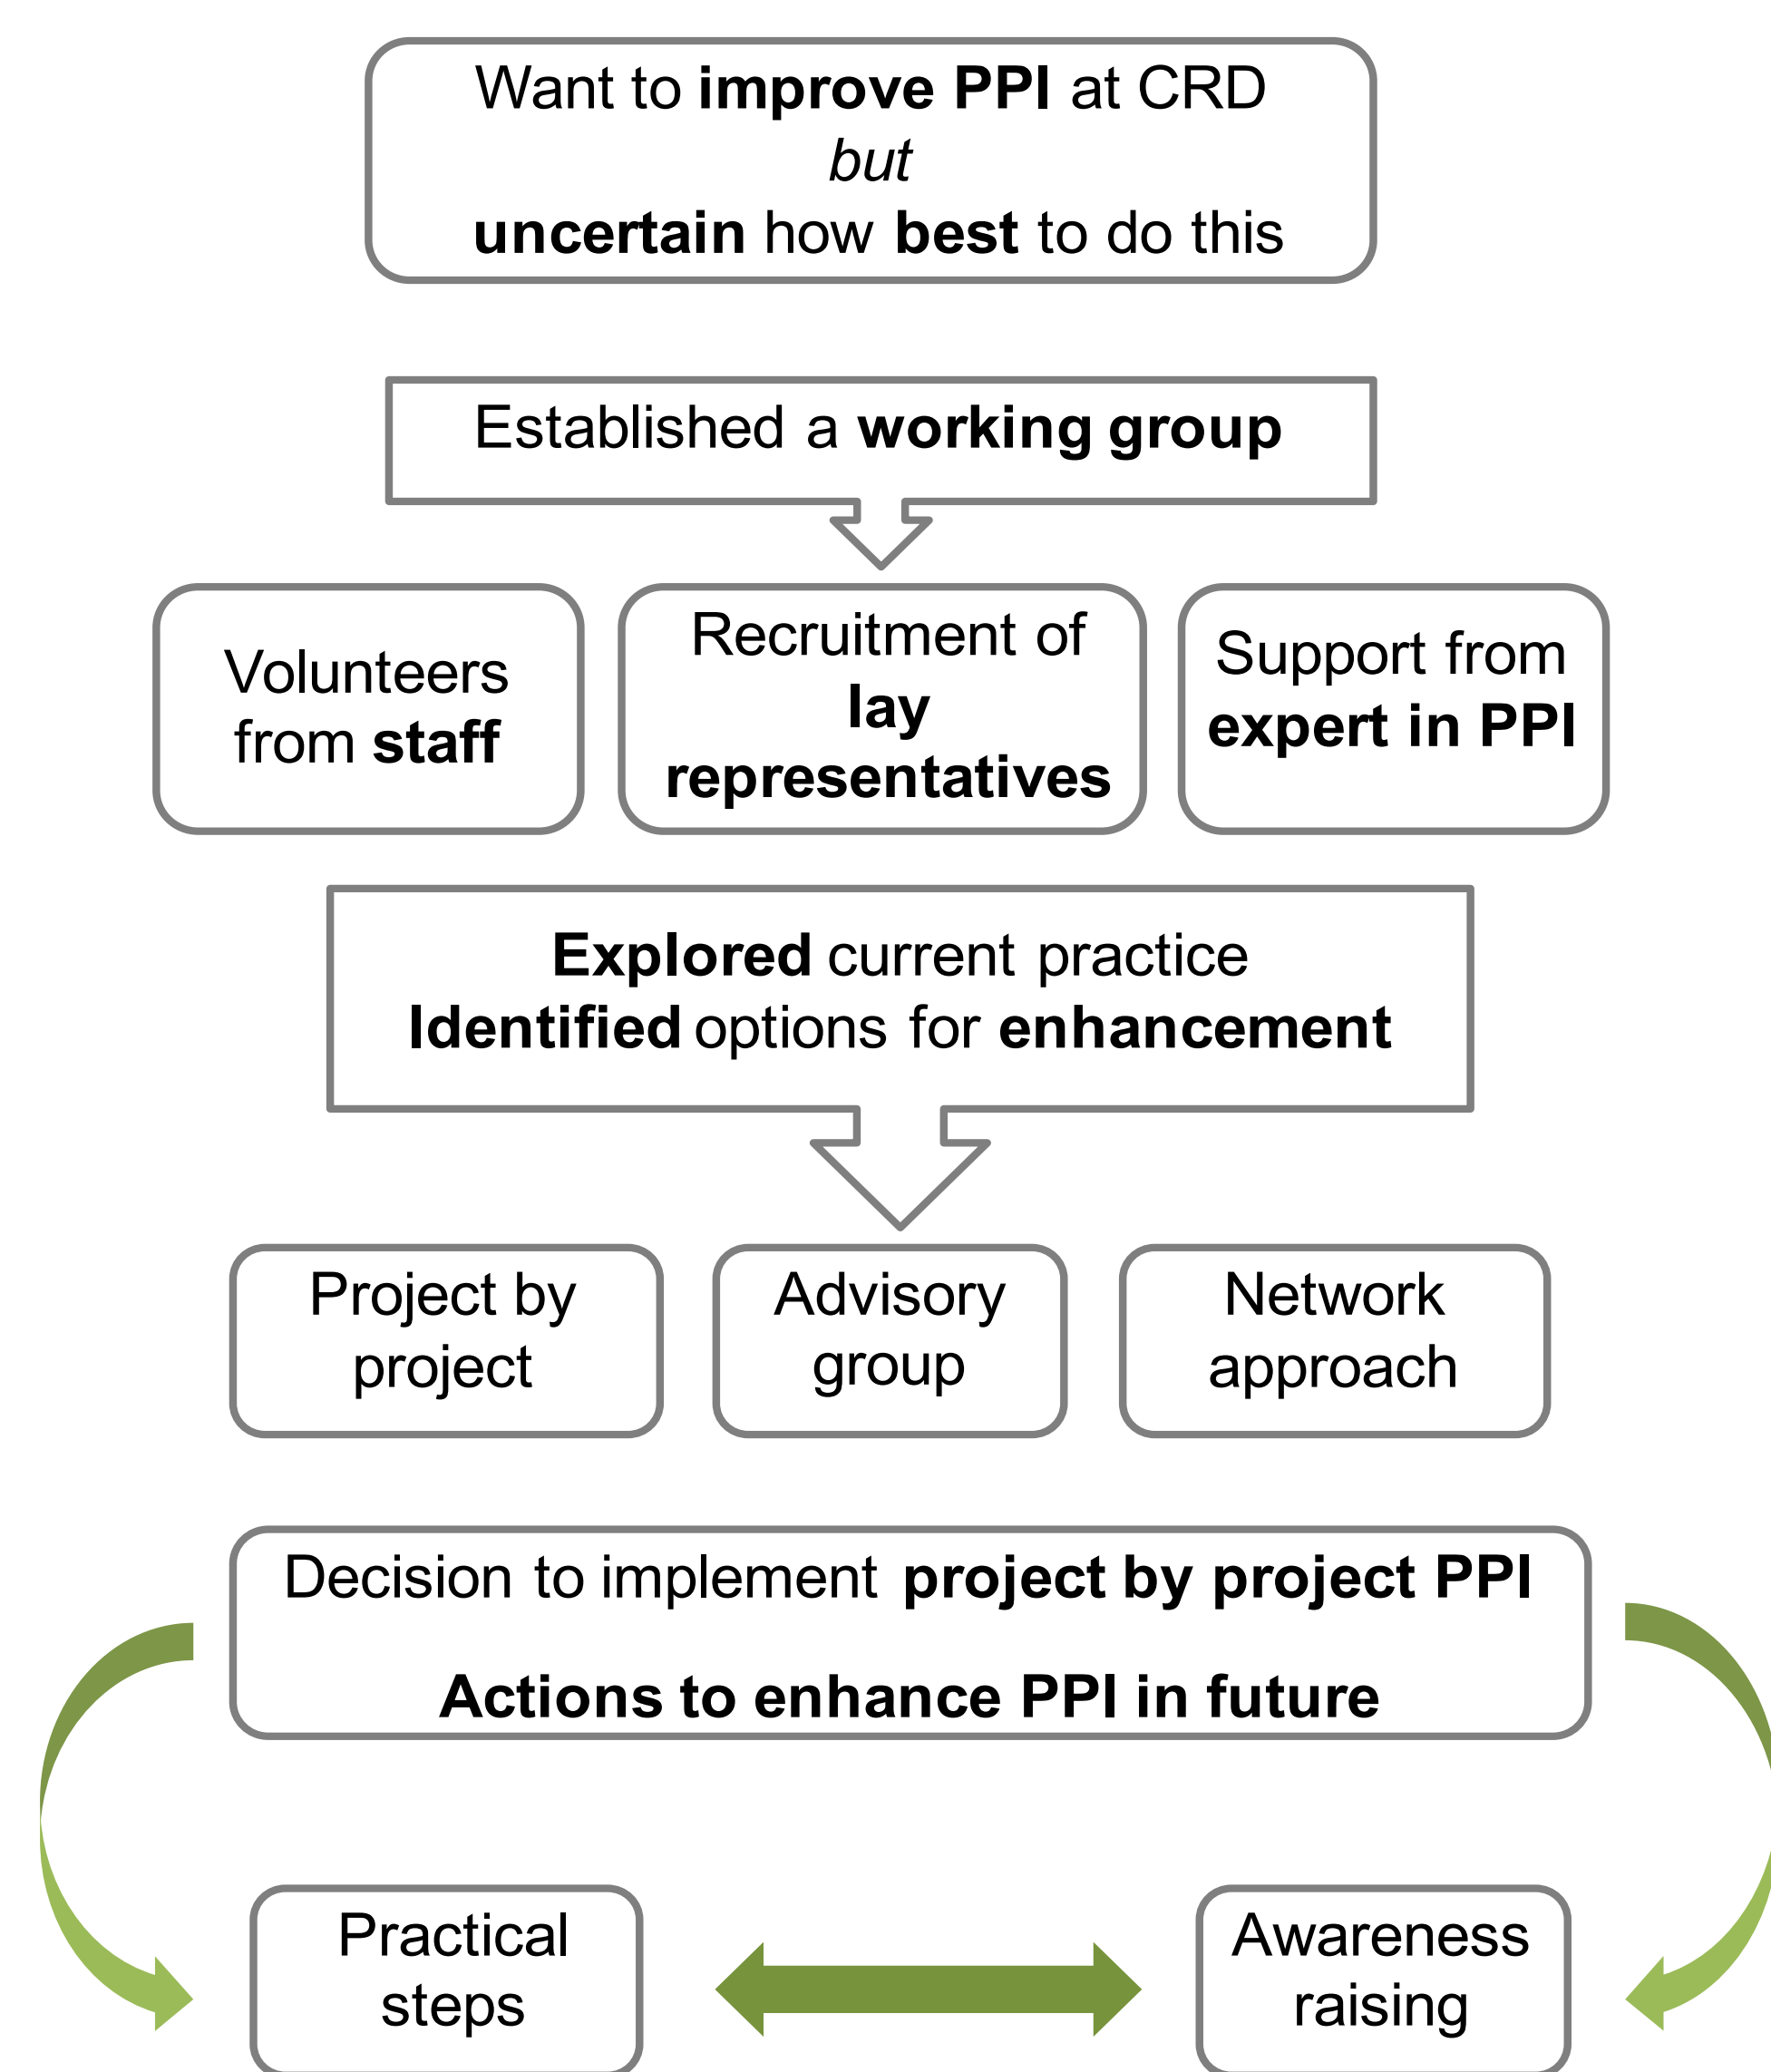 Want to improve PPI at CRD
but
uncertain how best to do this
Established a working group
Volunteers
from staff
Recruitment of
lay
representatives
Support from
expert in PPI
Explored current practice
Identified options for enhancement
Project by
project
Advisory
group
Network
approach
Decision to implement project by project PPI
Actions to enhance PPI in future
Practical
steps
Awareness
raising